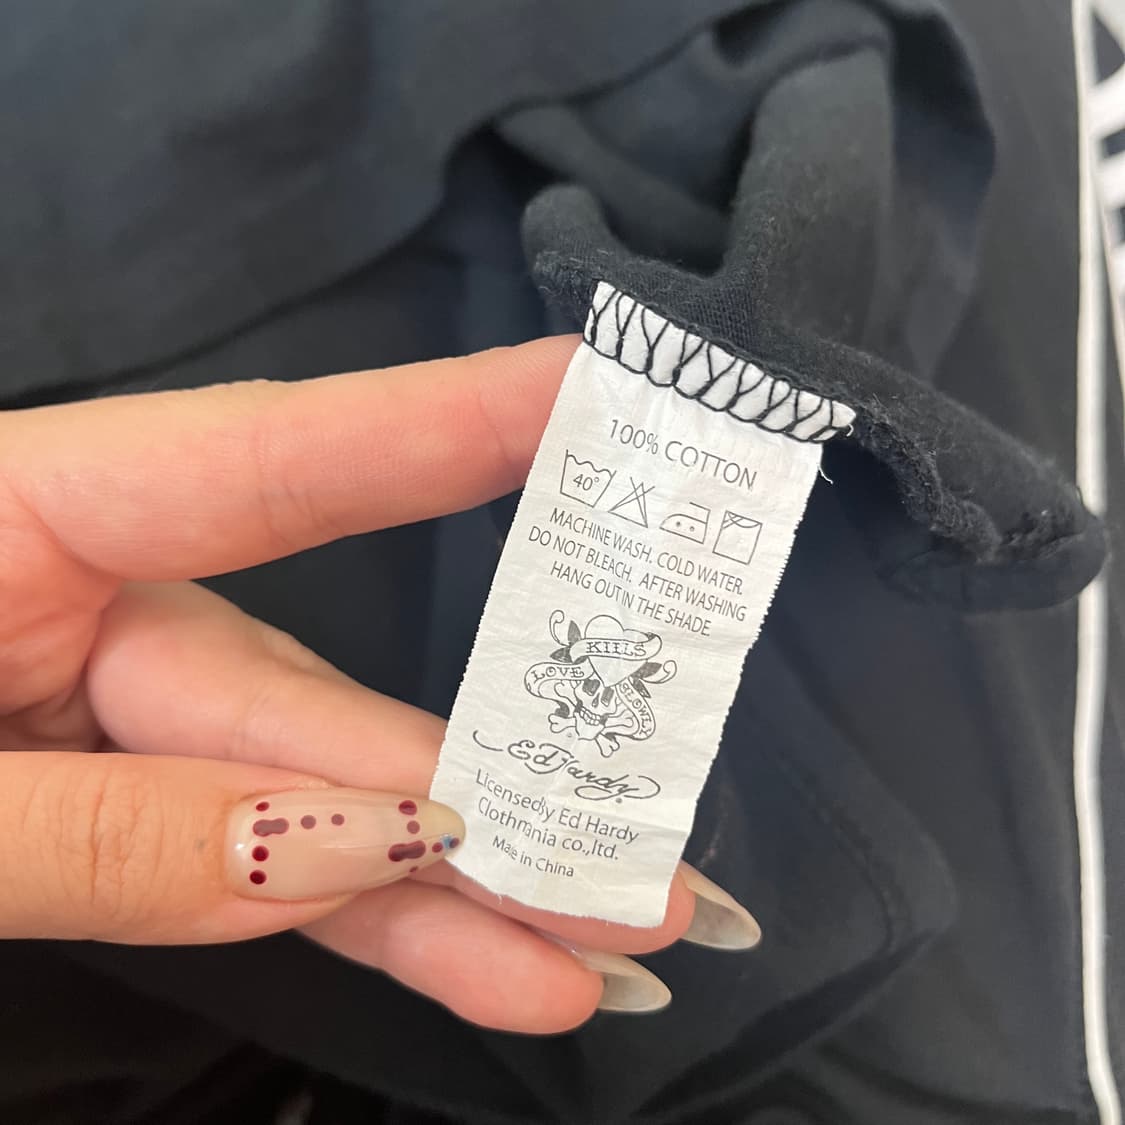 100% COTTON
40°
MACHINE WASH. COLD WATER.
DO NOT BLEACH. AFTER WASHING
HANG OUT IN THE SHADE
KILLS
LOVE
SLOWLY
Ed Hardy
Licensedby Ed Hardy
Clothmania co.,ltd.
Made in China